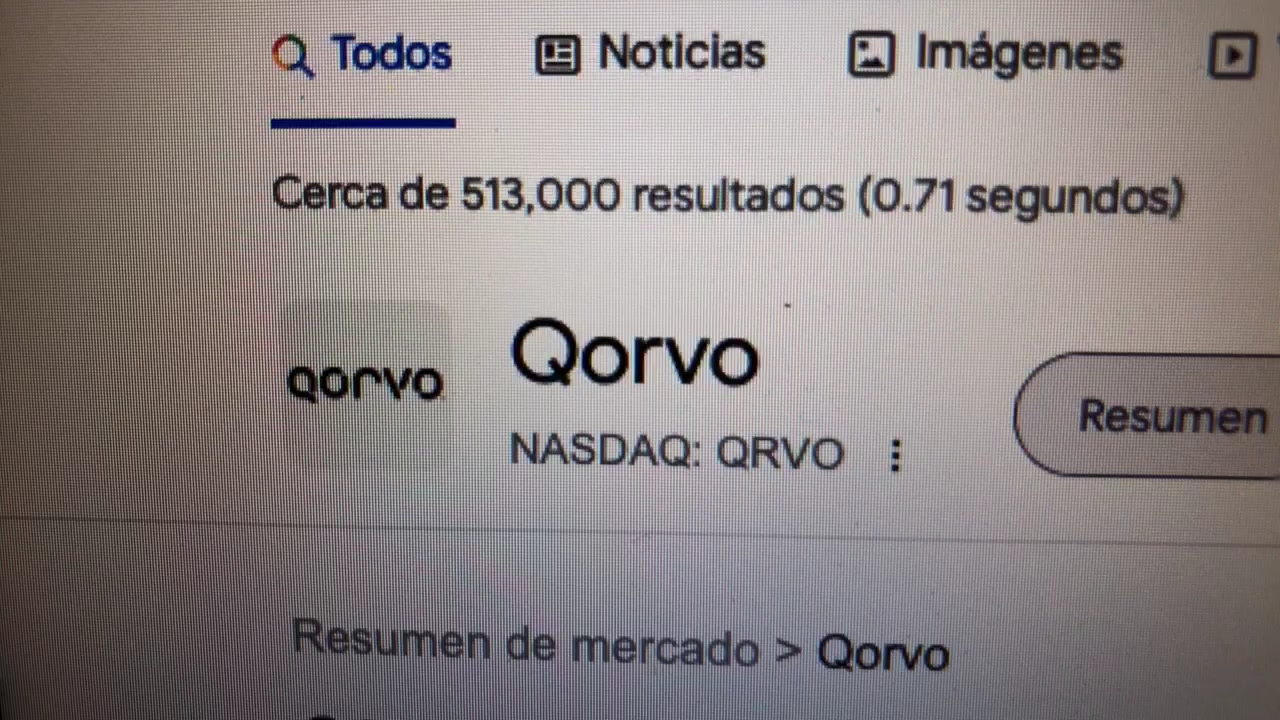 Todos Noticias Imágenes
Cerca de 513,000 resultados (0.71 segundos)
qorvo
Qorvo
NASDAQ: QRVO
Resumen
Resumen de mercado > Qorvo